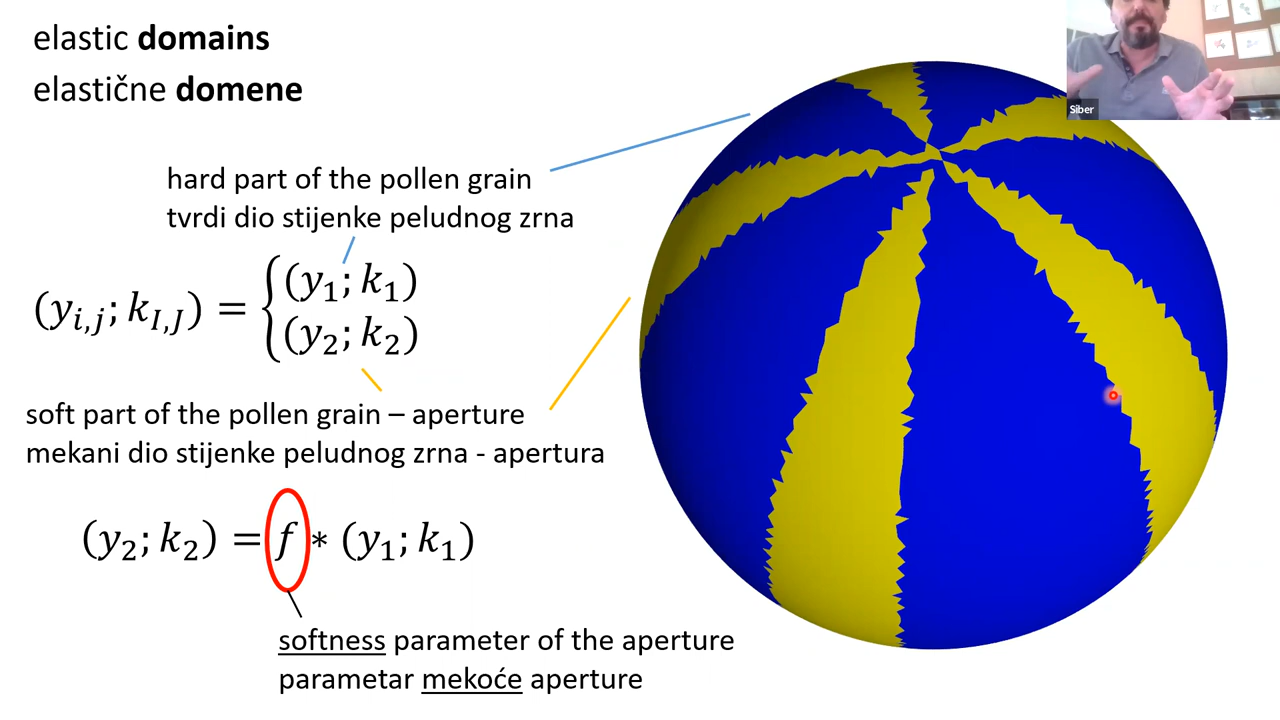 elastic domains
elastične domene
hard part of the pollen grain
tvrdi dio stijenke peludnog zrna
(y₁; k₁)
(yᵢ,ⱼ; k_I,J) = {
(y₂; k₂)
soft part of the pollen grain – aperture
mekani dio stijenke peludnog zrna - apertura
(y₂; k₂) = f * (y₁; k₁)
softness parameter of the aperture
parametar mekoće aperture
Siber